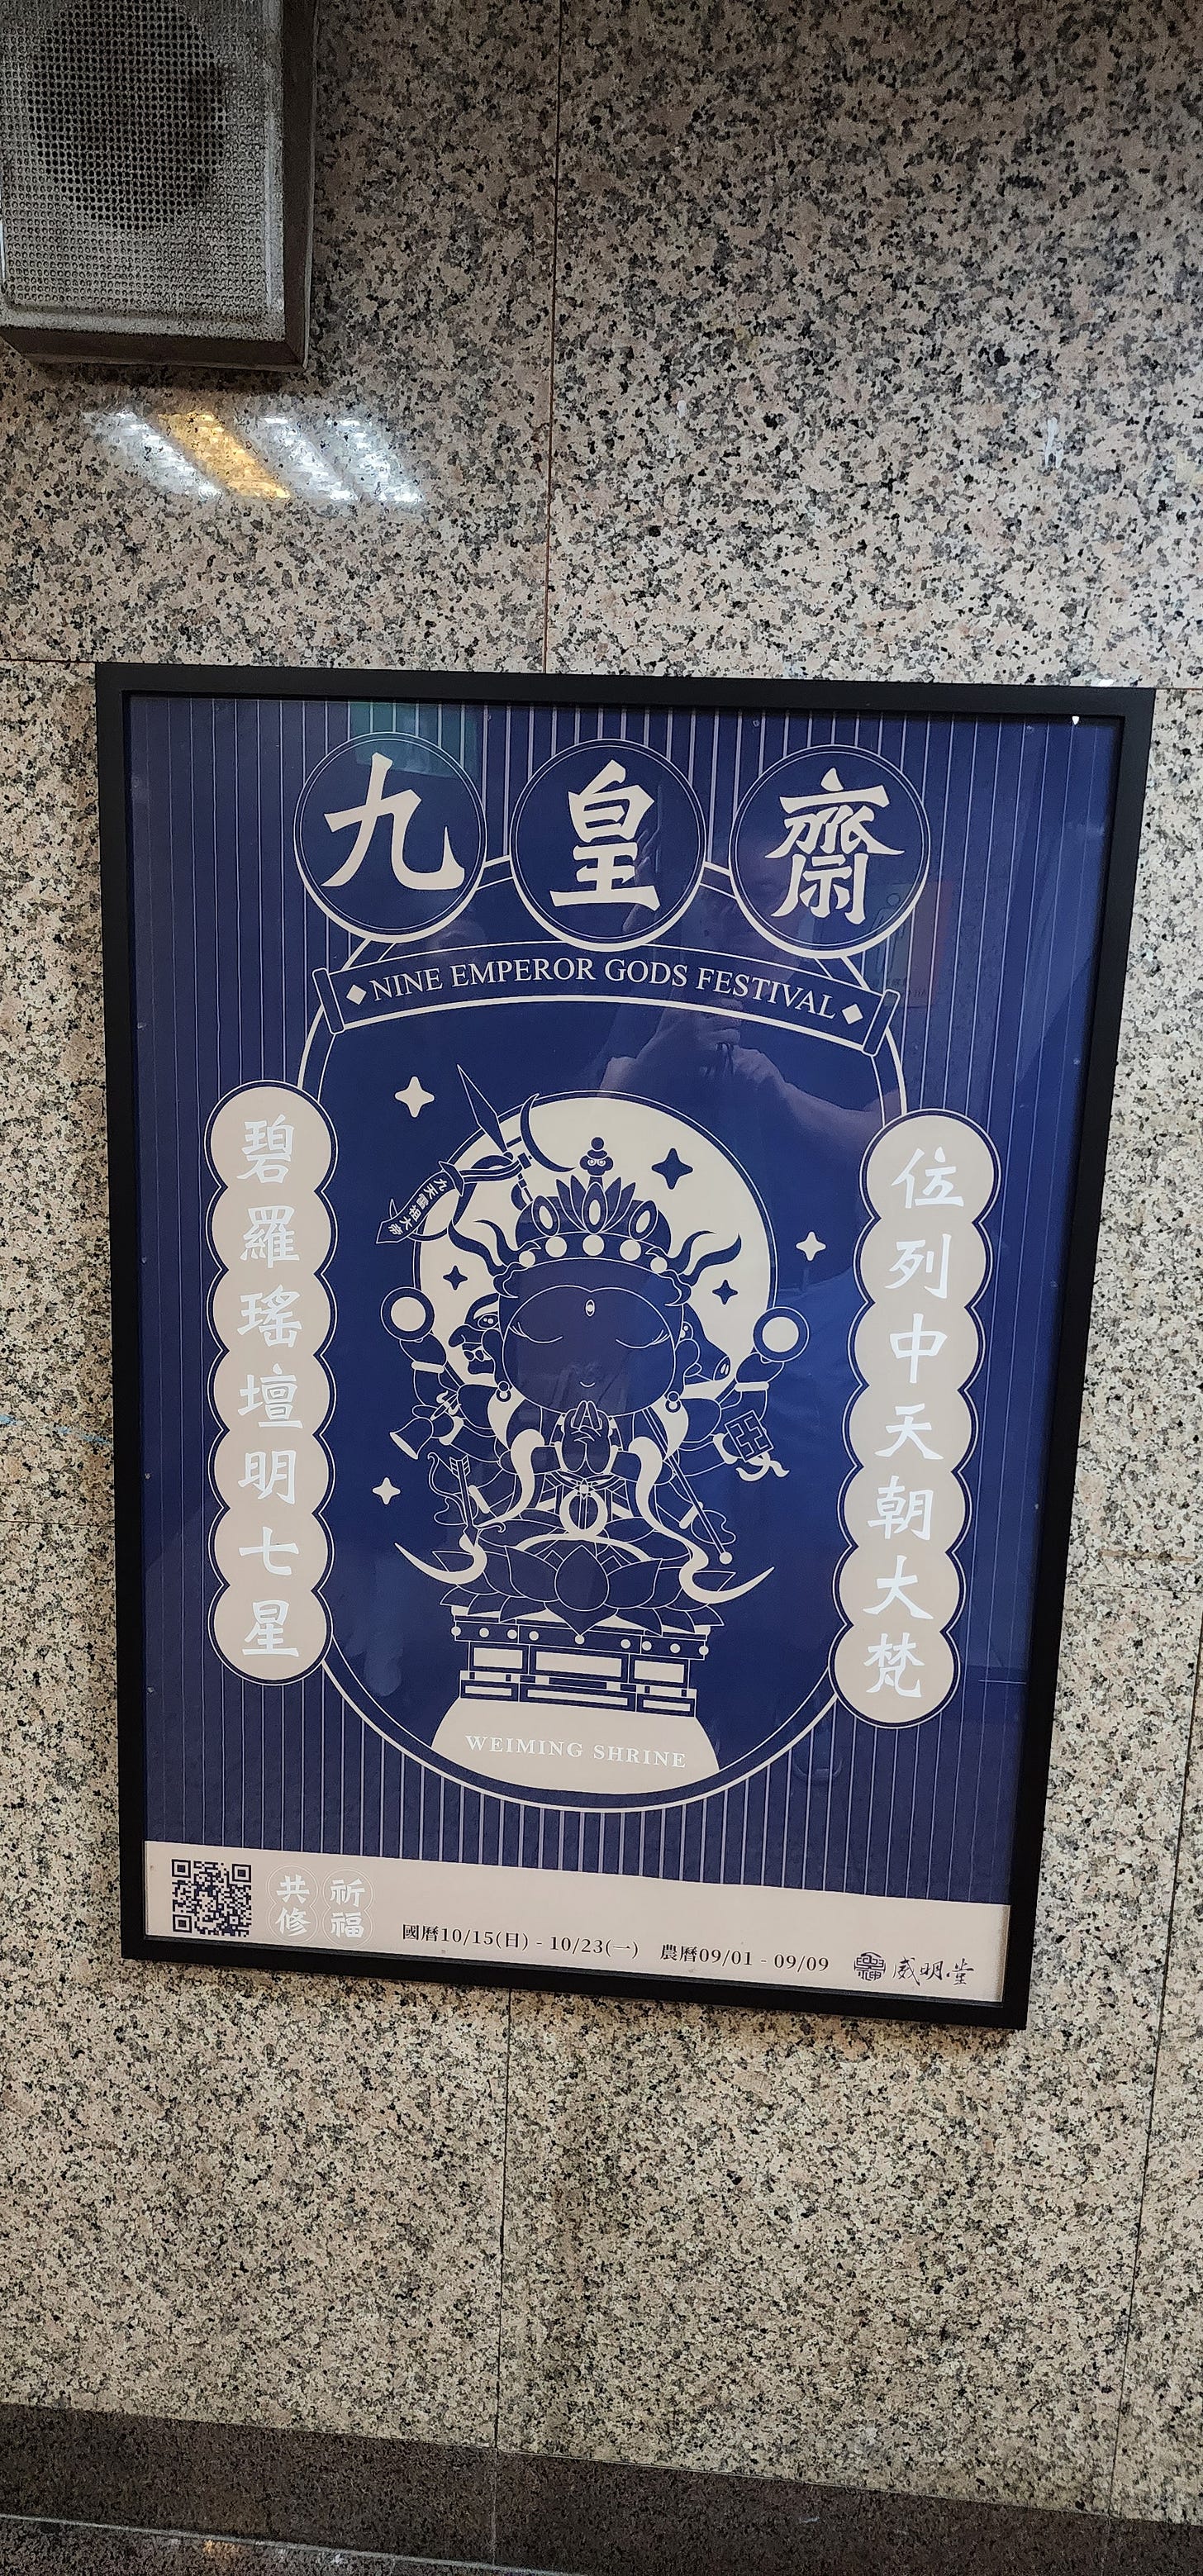 九皇齋
NINE EMPEROR GODS FESTIVAL
位列中天朝大梵
碧羅瑤壇明七星
WEIMING SHRINE
祈福
共修
國曆10/15(日) - 10/23(一) 農曆09/01 - 09/09
威明堂